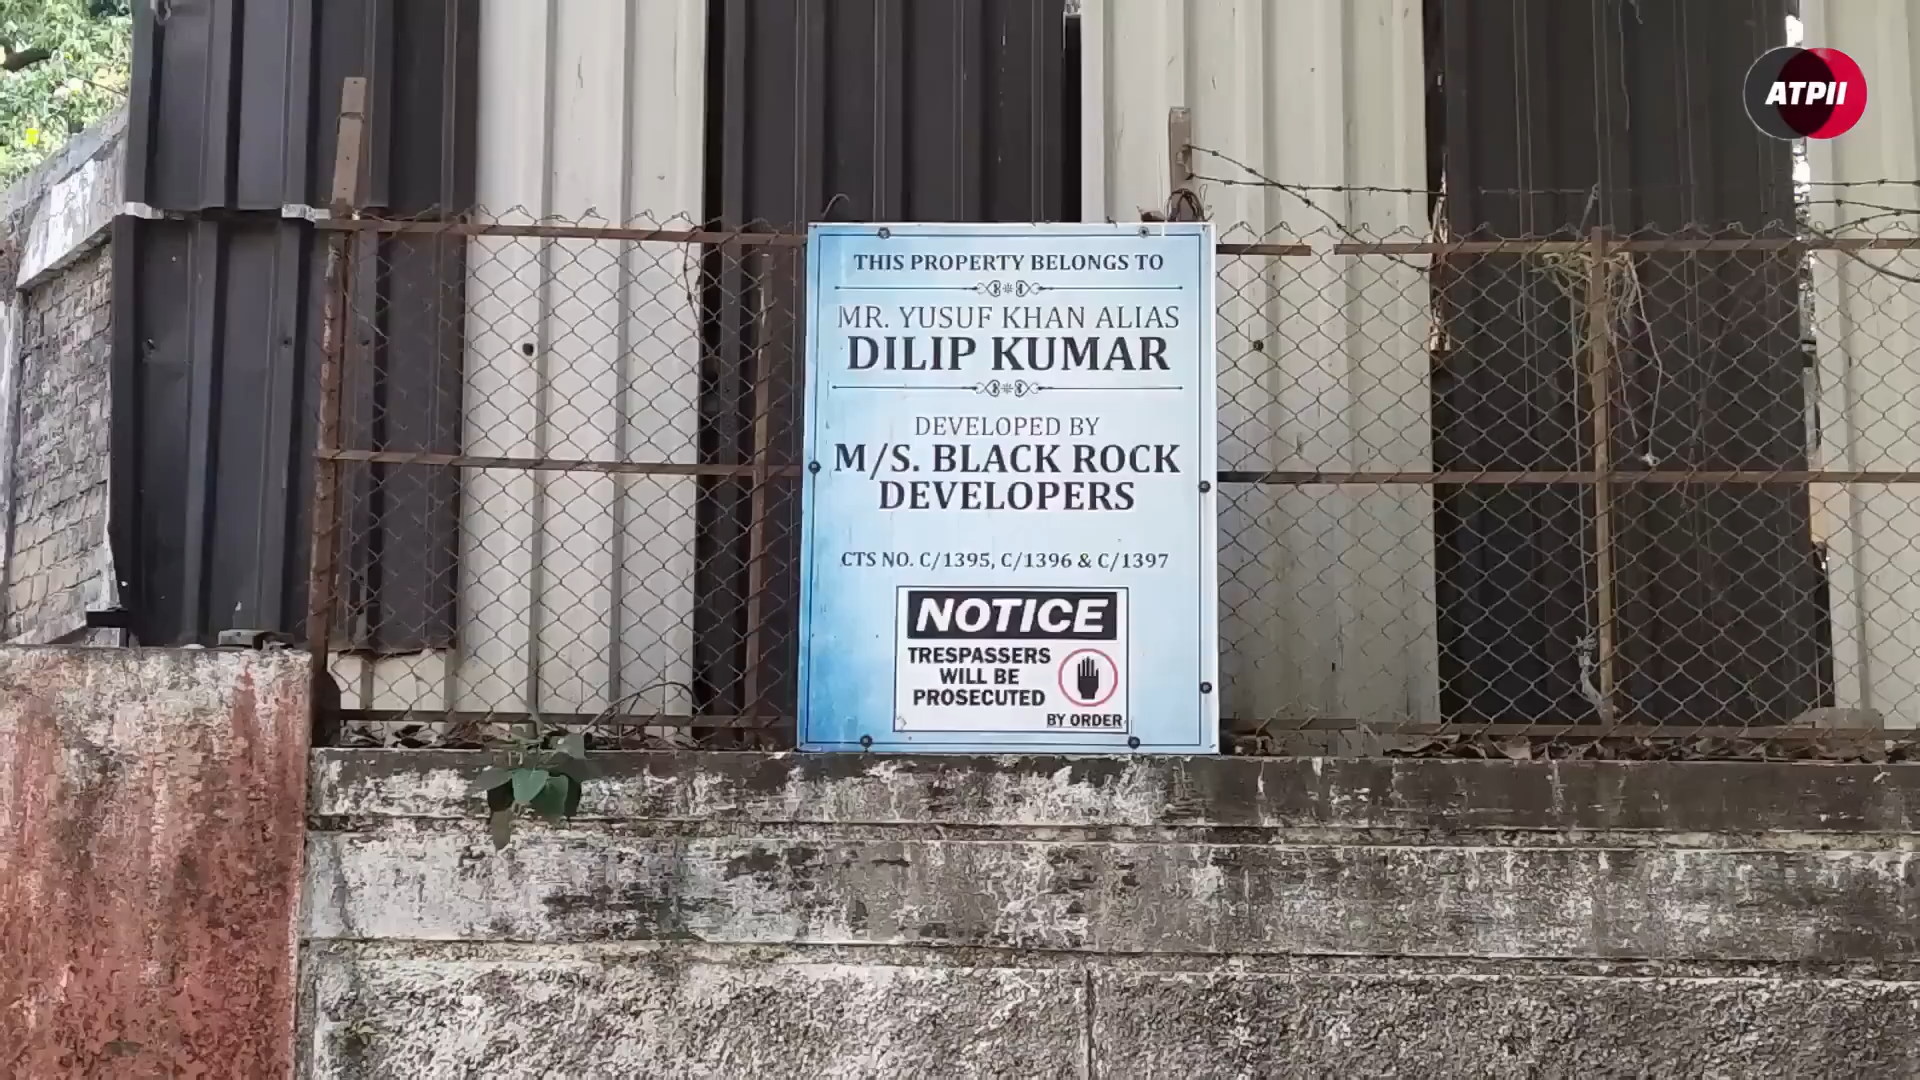 ATPII
THIS PROPERTY BELONGS TO
MR. YUSUF KHAN ALIAS
DILIP KUMAR
DEVELOPED BY
M/S. BLACK ROCK
DEVELOPERS
CTS NO. C/1395, C/1396 & C/1397
NOTICE
TRESPASSERS
WILL BE
PROSECUTED
BY ORDER